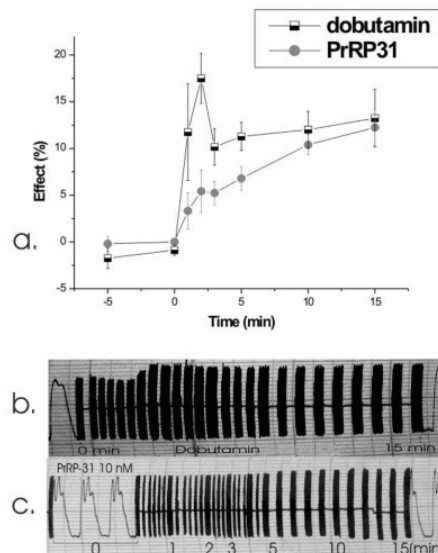 dobutamin
PrRP31
20
15
10
5
0
-5
Effect (%)
-5 0 5 10 15
Time (min)
a.
b.
0 min Dobutamin 15 min
c.
PrRP-31 10 nM
0 1 2 3 5 10 15(min)